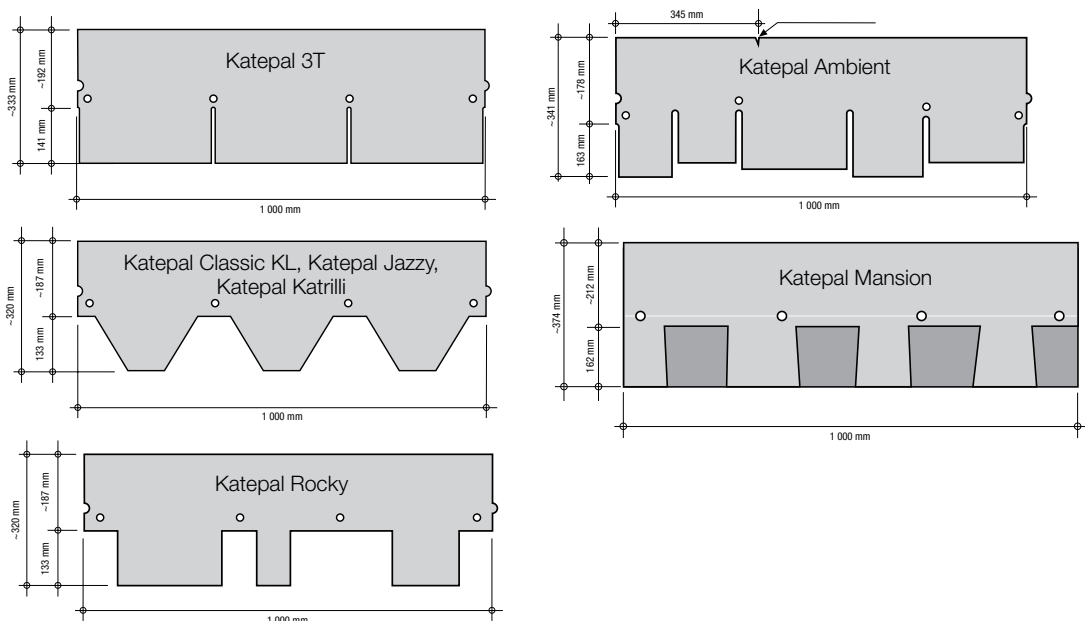 Katepal 3T
~333 mm
~192 mm
141 mm
1 000 mm
345 mm
Katepal Ambient
~341 mm
~178 mm
163 mm
1 000 mm
Katepal Classic KL, Katepal Jazzy,
Katepal Katrilli
~320 mm
~187 mm
133 mm
1 000 mm
Katepal Mansion
~374 mm
~212 mm
162 mm
1 000 mm
Katepal Rocky
~320 mm
~187 mm
133 mm
1 000 mm